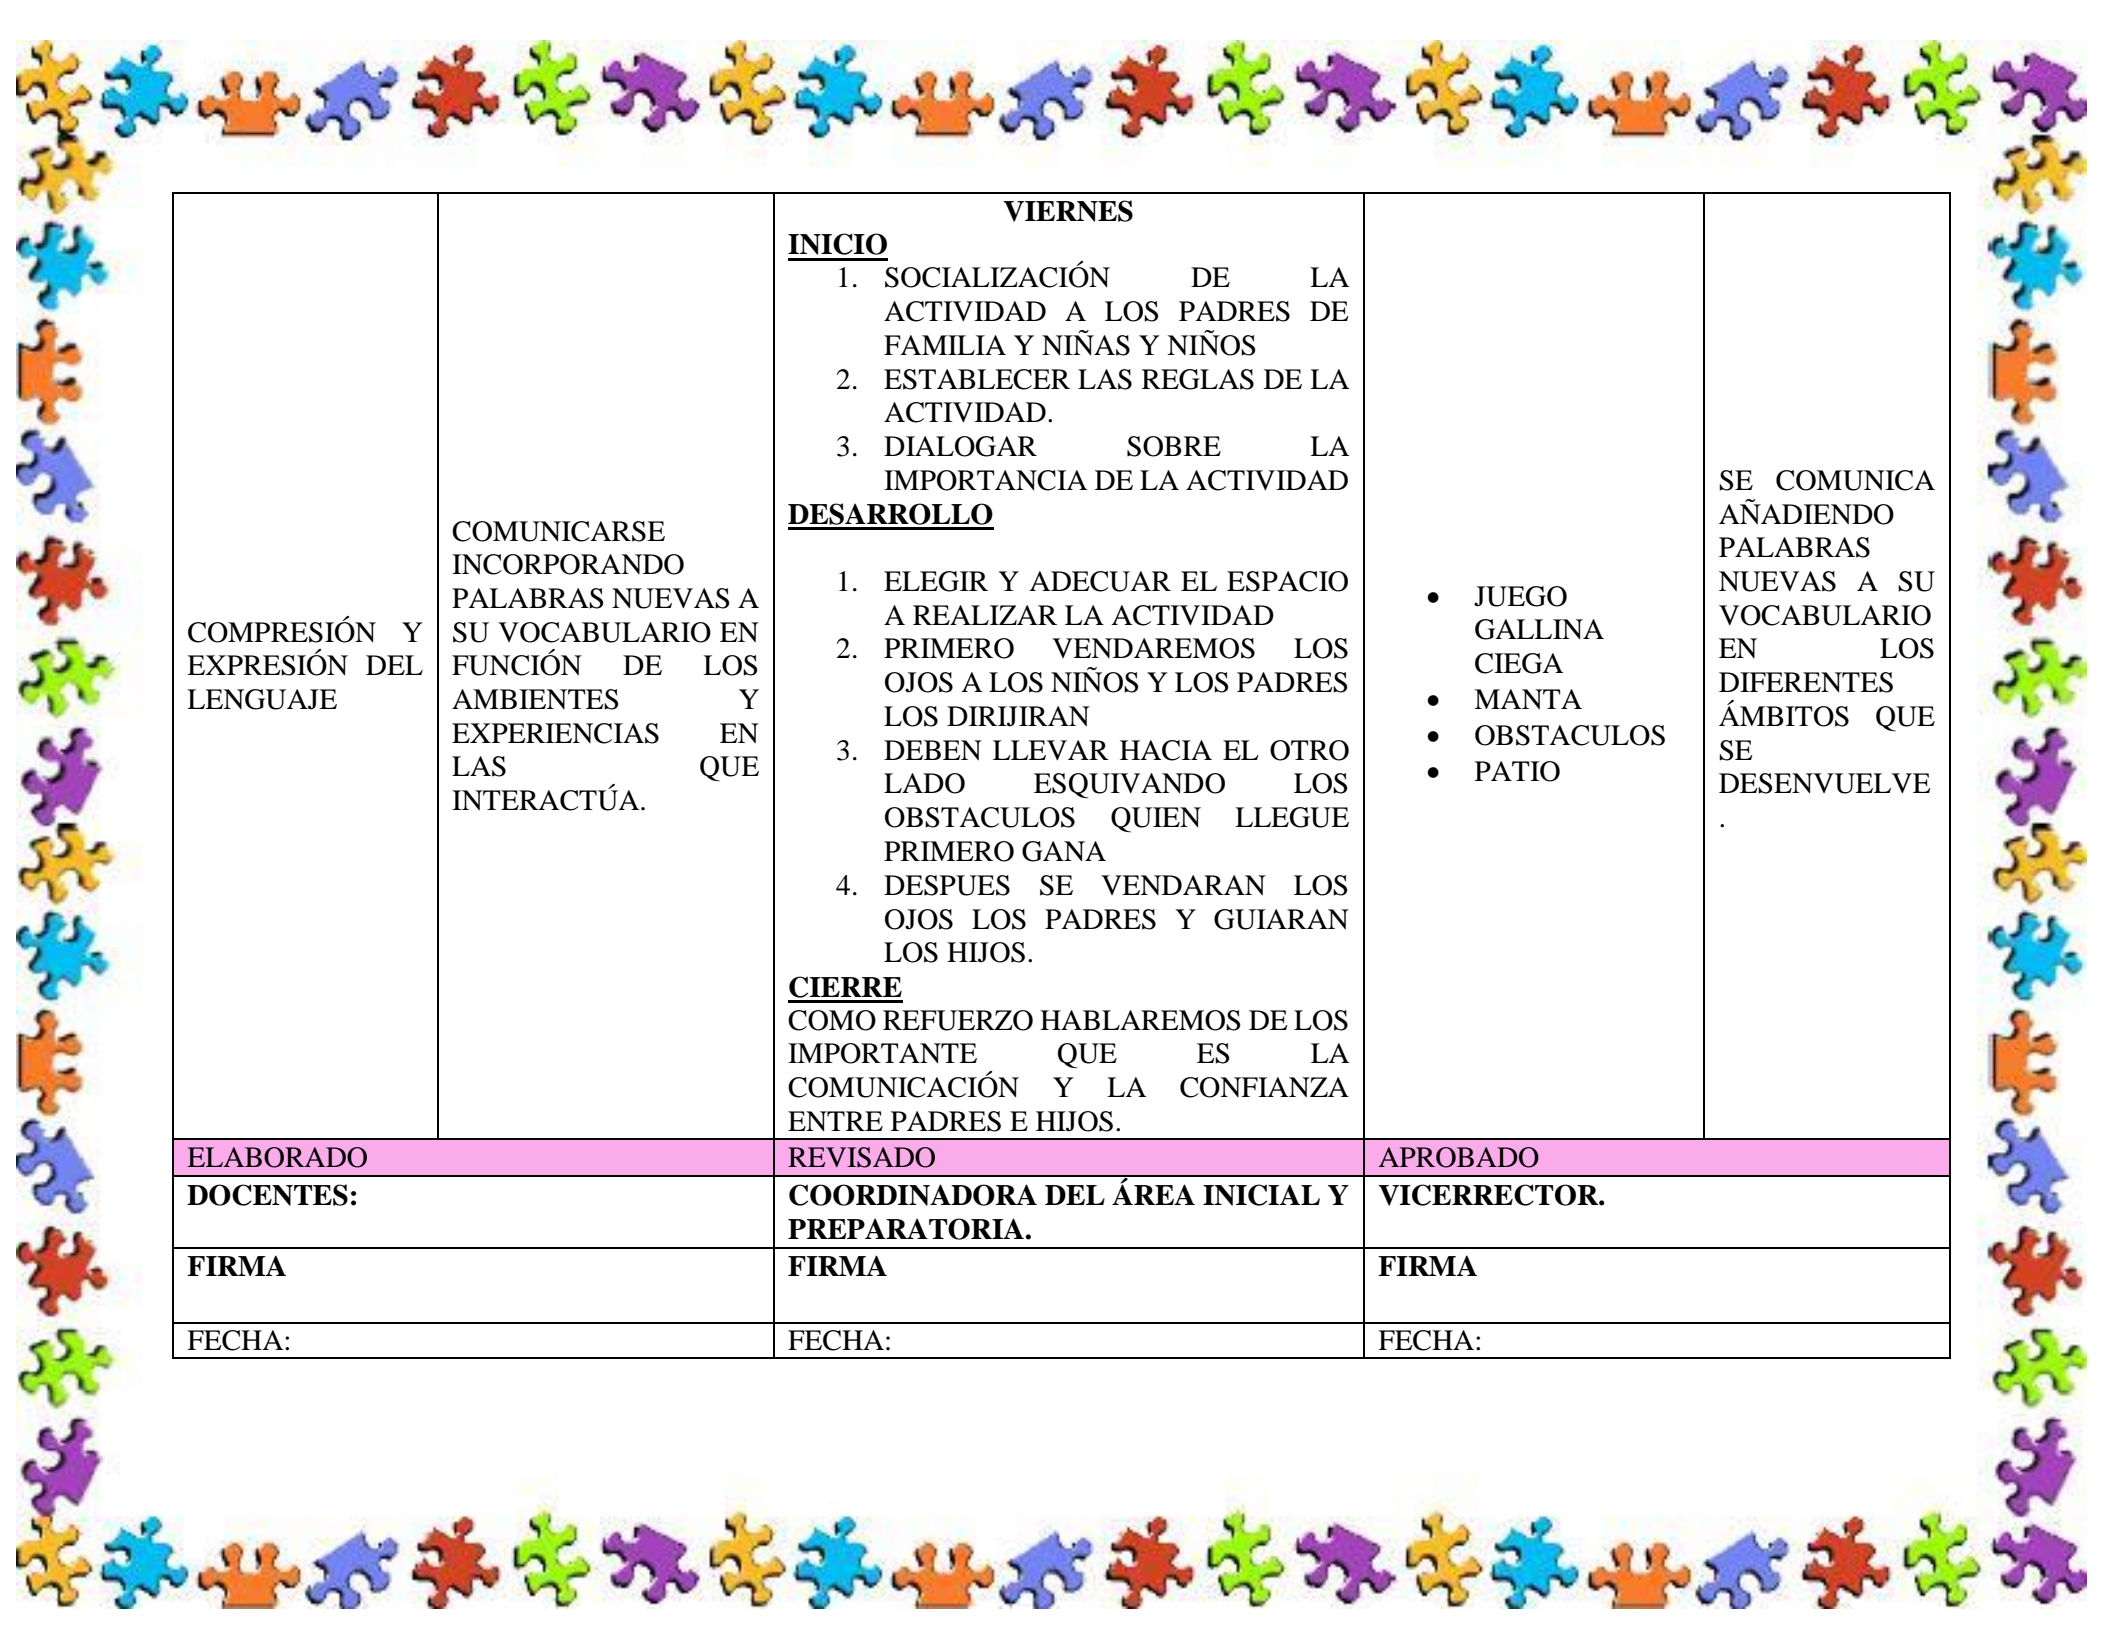 COMPRESIÓN Y
EXPRESIÓN DEL
LENGUAJE
COMUNICARSE
INCORPORANDO
PALABRAS NUEVAS A
SU VOCABULARIO EN
FUNCIÓN DE LOS
AMBIENTES Y
EXPERIENCIAS EN
LAS QUE
INTERACTÚA.
VIERNES
INICIO
1. SOCIALIZACIÓN DE LA
ACTIVIDAD A LOS PADRES DE
FAMILIA Y NIÑAS Y NIÑOS
2. ESTABLECER LAS REGLAS DE LA
ACTIVIDAD.
3. DIALOGAR SOBRE LA
IMPORTANCIA DE LA ACTIVIDAD
DESARROLLO
1. ELEGIR Y ADECUAR EL ESPACIO
A REALIZAR LA ACTIVIDAD
2. PRIMERO VENDAREMOS LOS
OJOS A LOS NIÑOS Y LOS PADRES
LOS DIRIJIRAN
3. DEBEN LLEVAR HACIA EL OTRO
LADO ESQUIVANDO LOS
OBSTACULOS QUIEN LLEGUE
PRIMERO GANA
4. DESPUES SE VENDARAN LOS
OJOS LOS PADRES Y GUIARAN
LOS HIJOS.
CIERRE
COMO REFUERZO HABLAREMOS DE LOS
IMPORTANTE QUE ES LA
COMUNICACIÓN Y LA CONFIANZA
ENTRE PADRES E HIJOS.
• JUEGO
GALLINA
CIEGA
• MANTA
• OBSTACULOS
• PATIO
SE COMUNICA
AÑADIENDO
PALABRAS
NUEVAS A SU
VOCABULARIO
EN LOS
DIFERENTES
ÁMBITOS QUE
SE
DESENVUELVE
.
ELABORADO
REVISADO
APROBADO
DOCENTES:
COORDINADORA DEL ÁREA INICIAL Y
PREPARATORIA.
VICERRECTOR.
FIRMA
FIRMA
FIRMA
FECHA:
FECHA:
FECHA: